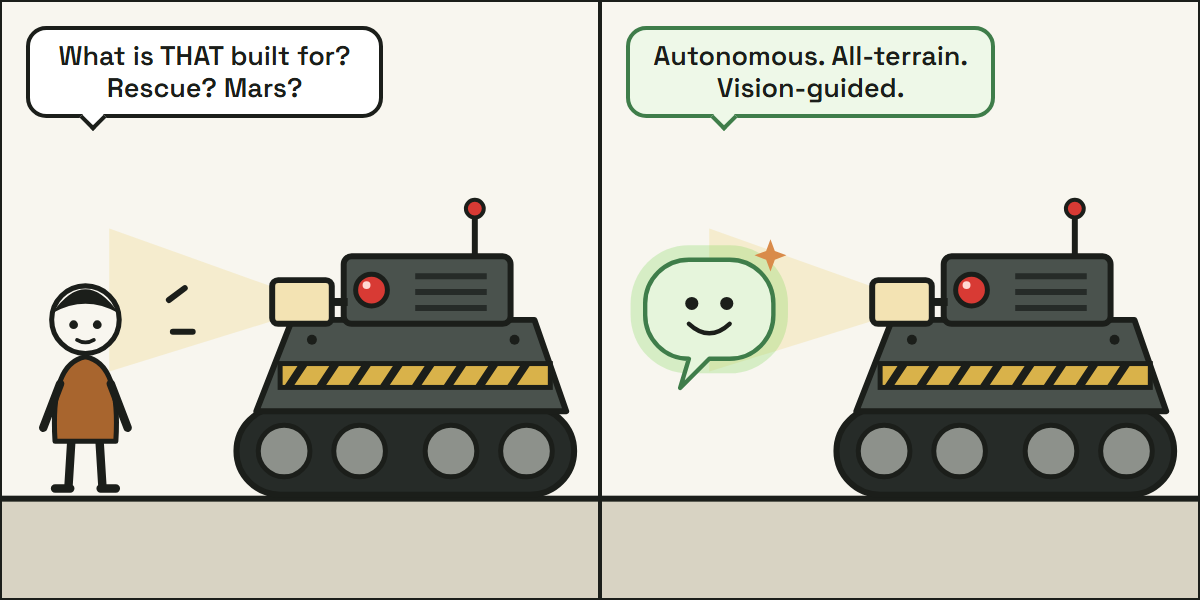 What is THAT built for?
Rescue? Mars?
Autonomous. All-terrain.
Vision-guided.